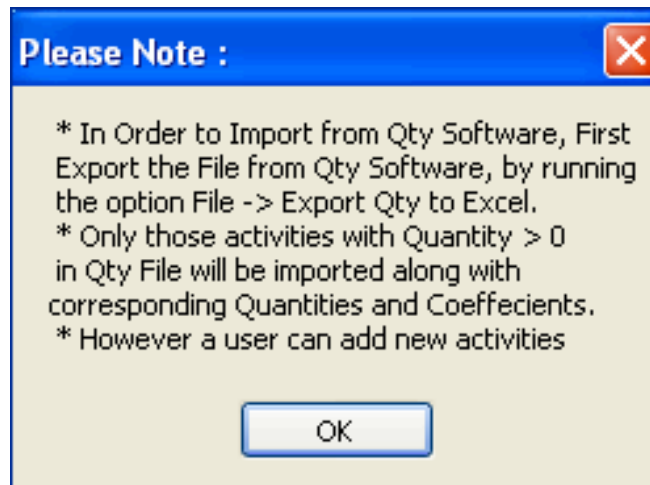 Please Note :
* In Order to Import from Qty Software, First
Export the File from Qty Software, by running
the option File -> Export Qty to Excel.
* Only those activities with Quantity > 0
in Qty File will be imported along with
corresponding Quantities and Coeffecients.
* However a user can add new activities
OK